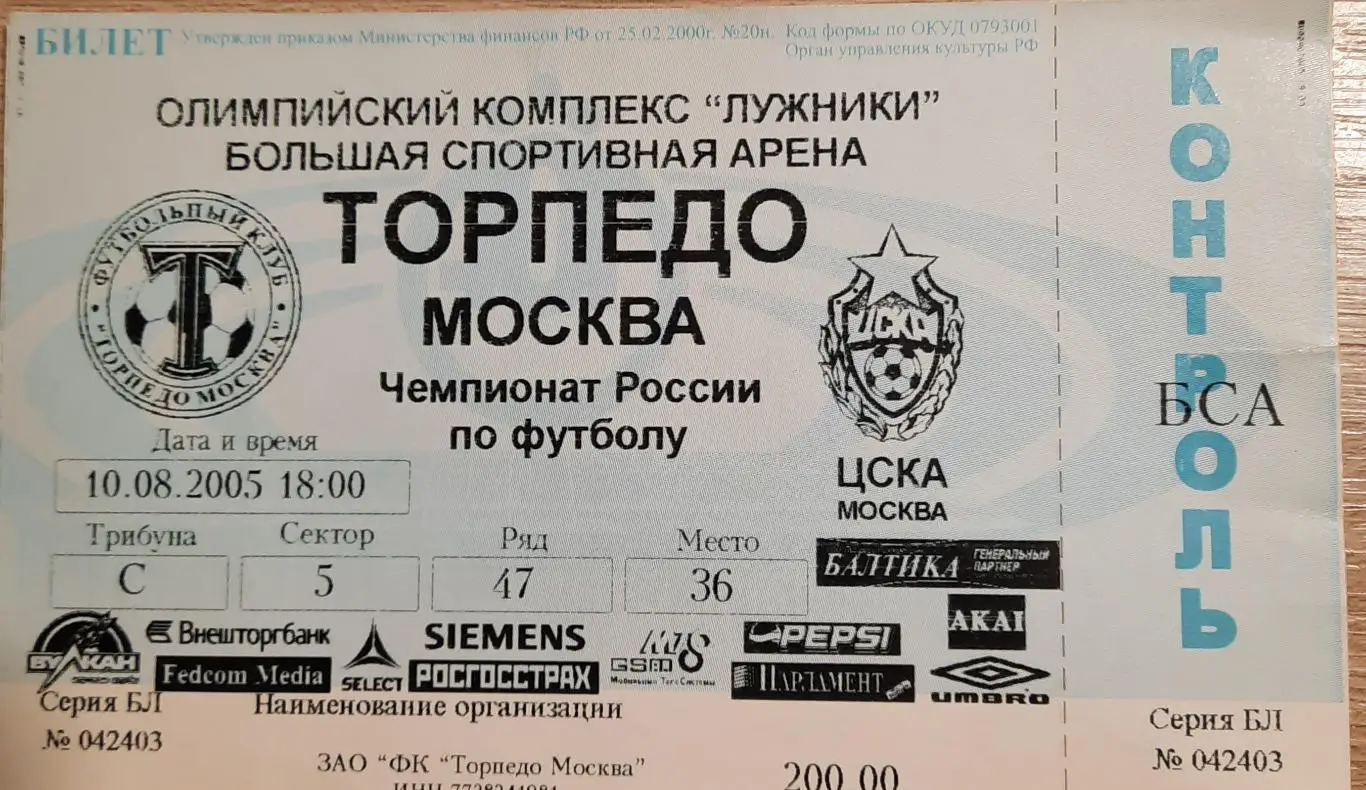 БИЛЕТ Утвержден приказом Министерства финансов РФ от 25.02.2000г. №20н. Код формы по ОКУД 0793001
Орган управления культуры РФ
ОЛИМПИЙСКИЙ КОМПЛЕКС “ЛУЖНИКИ”
БОЛЬШАЯ СПОРТИВНАЯ АРЕНА
ФУТБОЛЬНЫЙ КЛУБ
Т
"ТОРПЕДО МОСКВА"
ТОРПЕДО
МОСКВА
Чемпионат России
по футболу
ЦСКА
ЦСКА
МОСКВА
Дата и время
10.08.2005 18:00
Трибуна Сектор Ряд Место
С 5 47 36
БАЛТИКА ГЕНЕРАЛЬНЫЙ
ПАРТНЕР
ВУЛКАН
Внешторгбанк
Fedcom Media
SELECT
SIEMENS
РОСГОССТРАХ
GSM
PEPSI
ПАРЛАМЕНТ
AKAI
UMBRO
Серия БЛ
№ 042403
Наименование организации
ЗАО “ФК “Торпедо Москва”
ИНН 7728244984
200.00
КОНТРОЛЬ
БСА
Серия БЛ
№ 042403